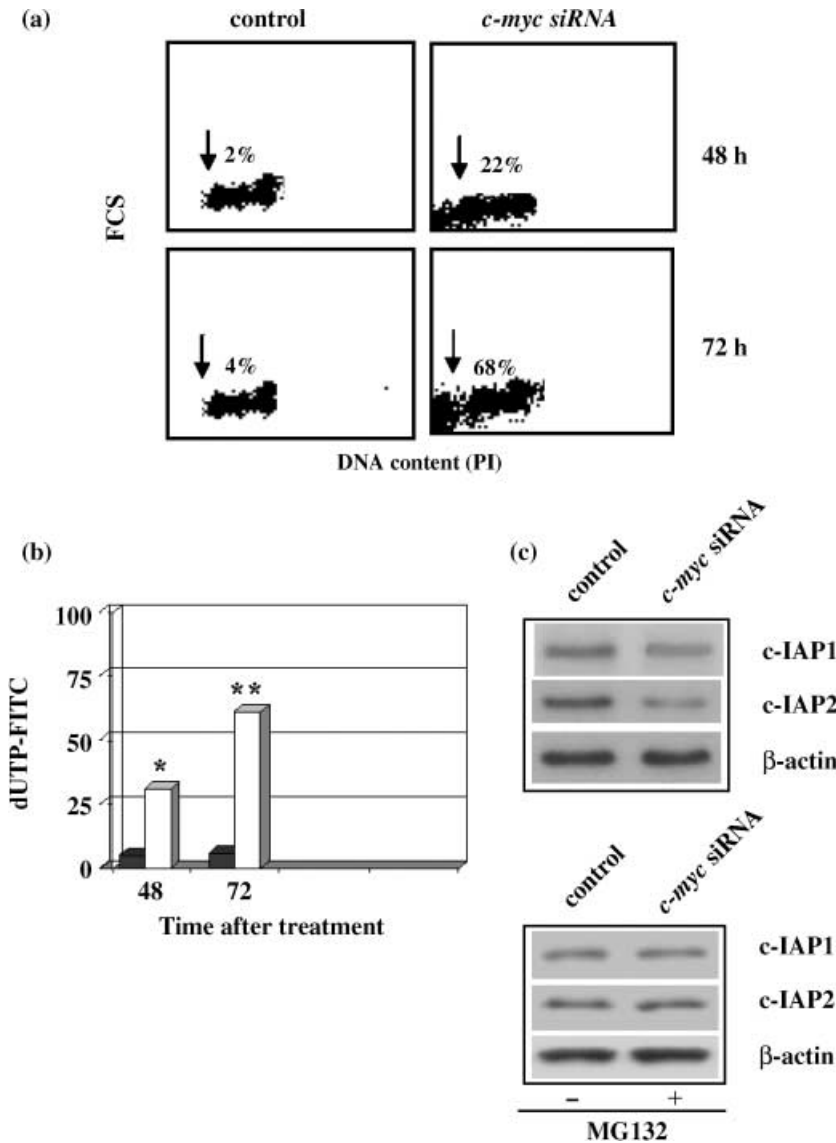 (a)
control
c-myc siRNA
2%
22%
48 h
FCS
4%
68%
72 h
DNA content (PI)
(b)
100
75
50
25
0
dUTP-FITC
*
**
48
72
Time after treatment
(c)
control
c-myc siRNA
c-IAP1
c-IAP2
β-actin
control
c-myc siRNA
c-IAP1
c-IAP2
β-actin
– +
MG132